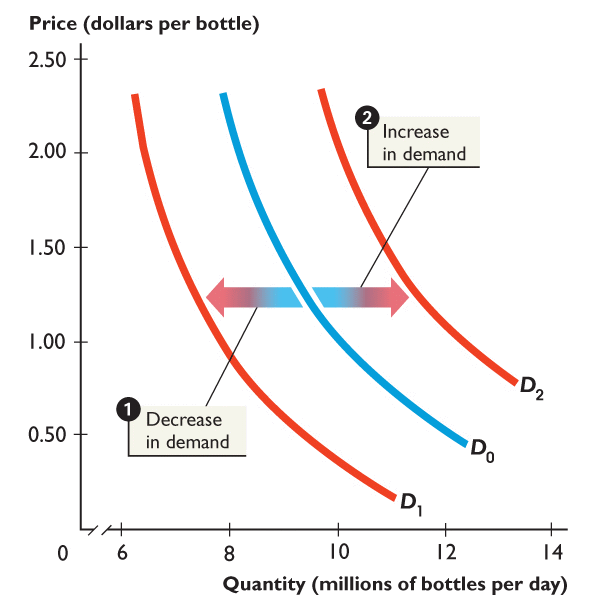 Price (dollars per bottle)
2.50
2.00
1.50
1.00
0.50
0
6
8
10
12
14
Quantity (millions of bottles per day)
2
Increase
in demand
1
Decrease
in demand
D2
D0
D1